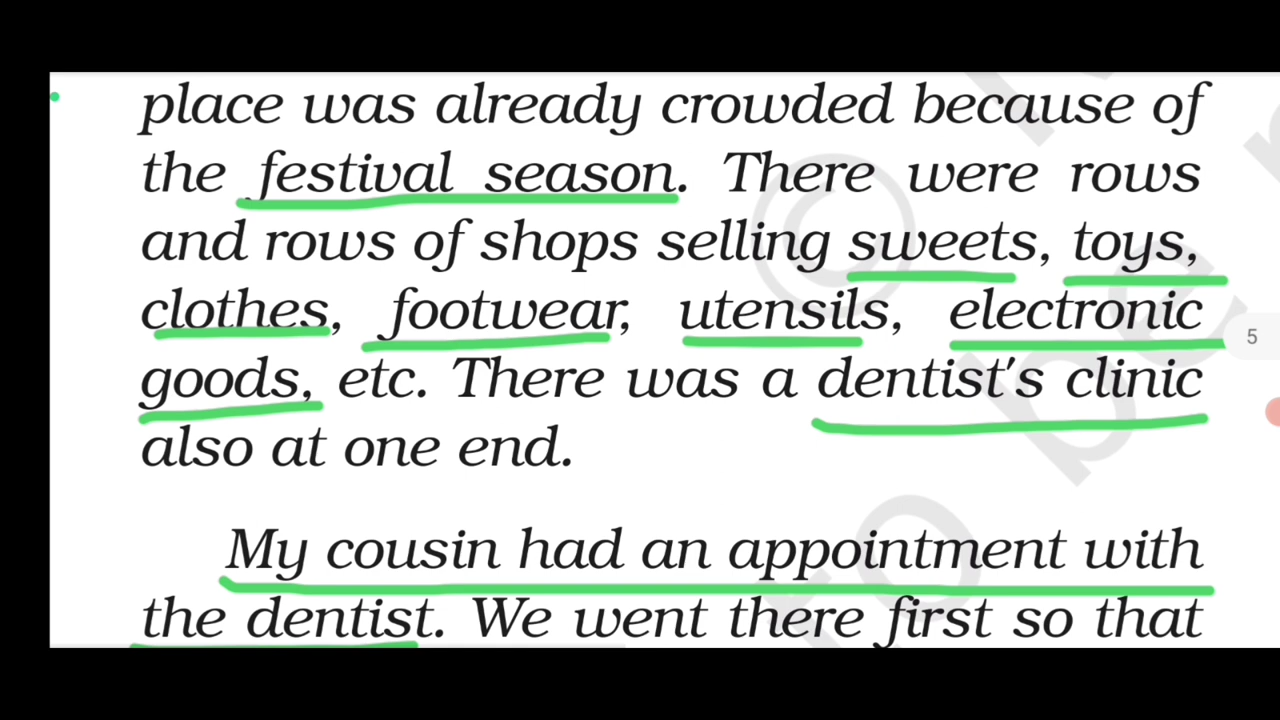 place was already crowded because of
the festival season. There were rows
and rows of shops selling sweets, toys,
clothes, footwear, utensils, electronic
goods, etc. There was a dentist's clinic
also at one end.
My cousin had an appointment with
the dentist. We went there first so that
5